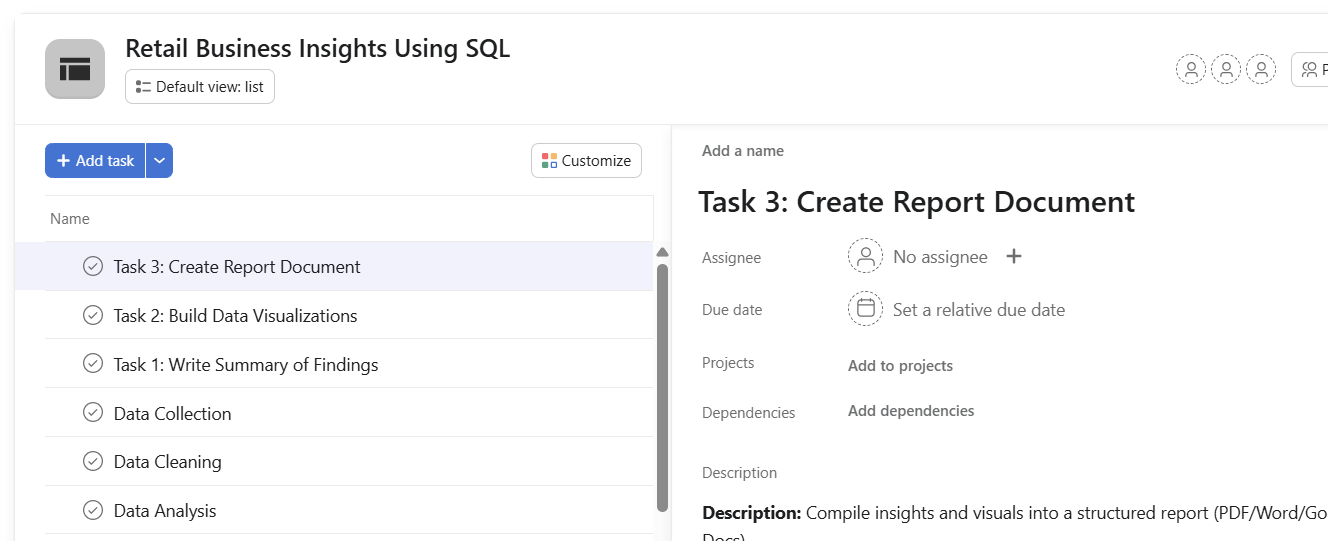 Retail Business Insights Using SQL
Default view: list
Add task
Customize
Name
Task 3: Create Report Document
Task 2: Build Data Visualizations
Task 1: Write Summary of Findings
Data Collection
Data Cleaning
Data Analysis
Add a name
Task 3: Create Report Document
Assignee
No assignee
Due date
Set a relative due date
Projects
Add to projects
Dependencies
Add dependencies
Description
Description: Compile insights and visuals into a structured report (PDF/Word/Go
Docs)